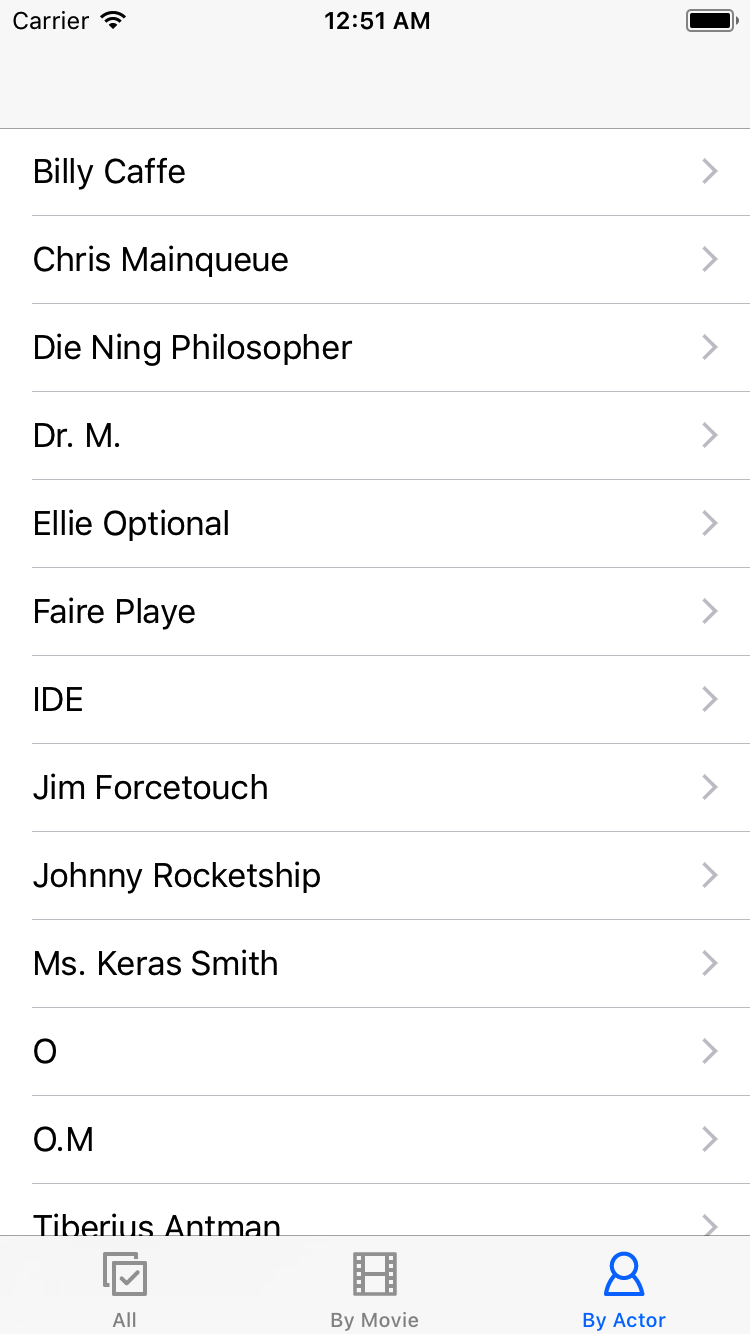 Carrier 12:51 AM
Billy Caffe
Chris Mainqueue
Die Ning Philosopher
Dr. M.
Ellie Optional
Faire Playe
IDE
Jim Forcetouch
Johnny Rocketship
Ms. Keras Smith
O
O.M
Tiberius Antman
All By Movie By Actor